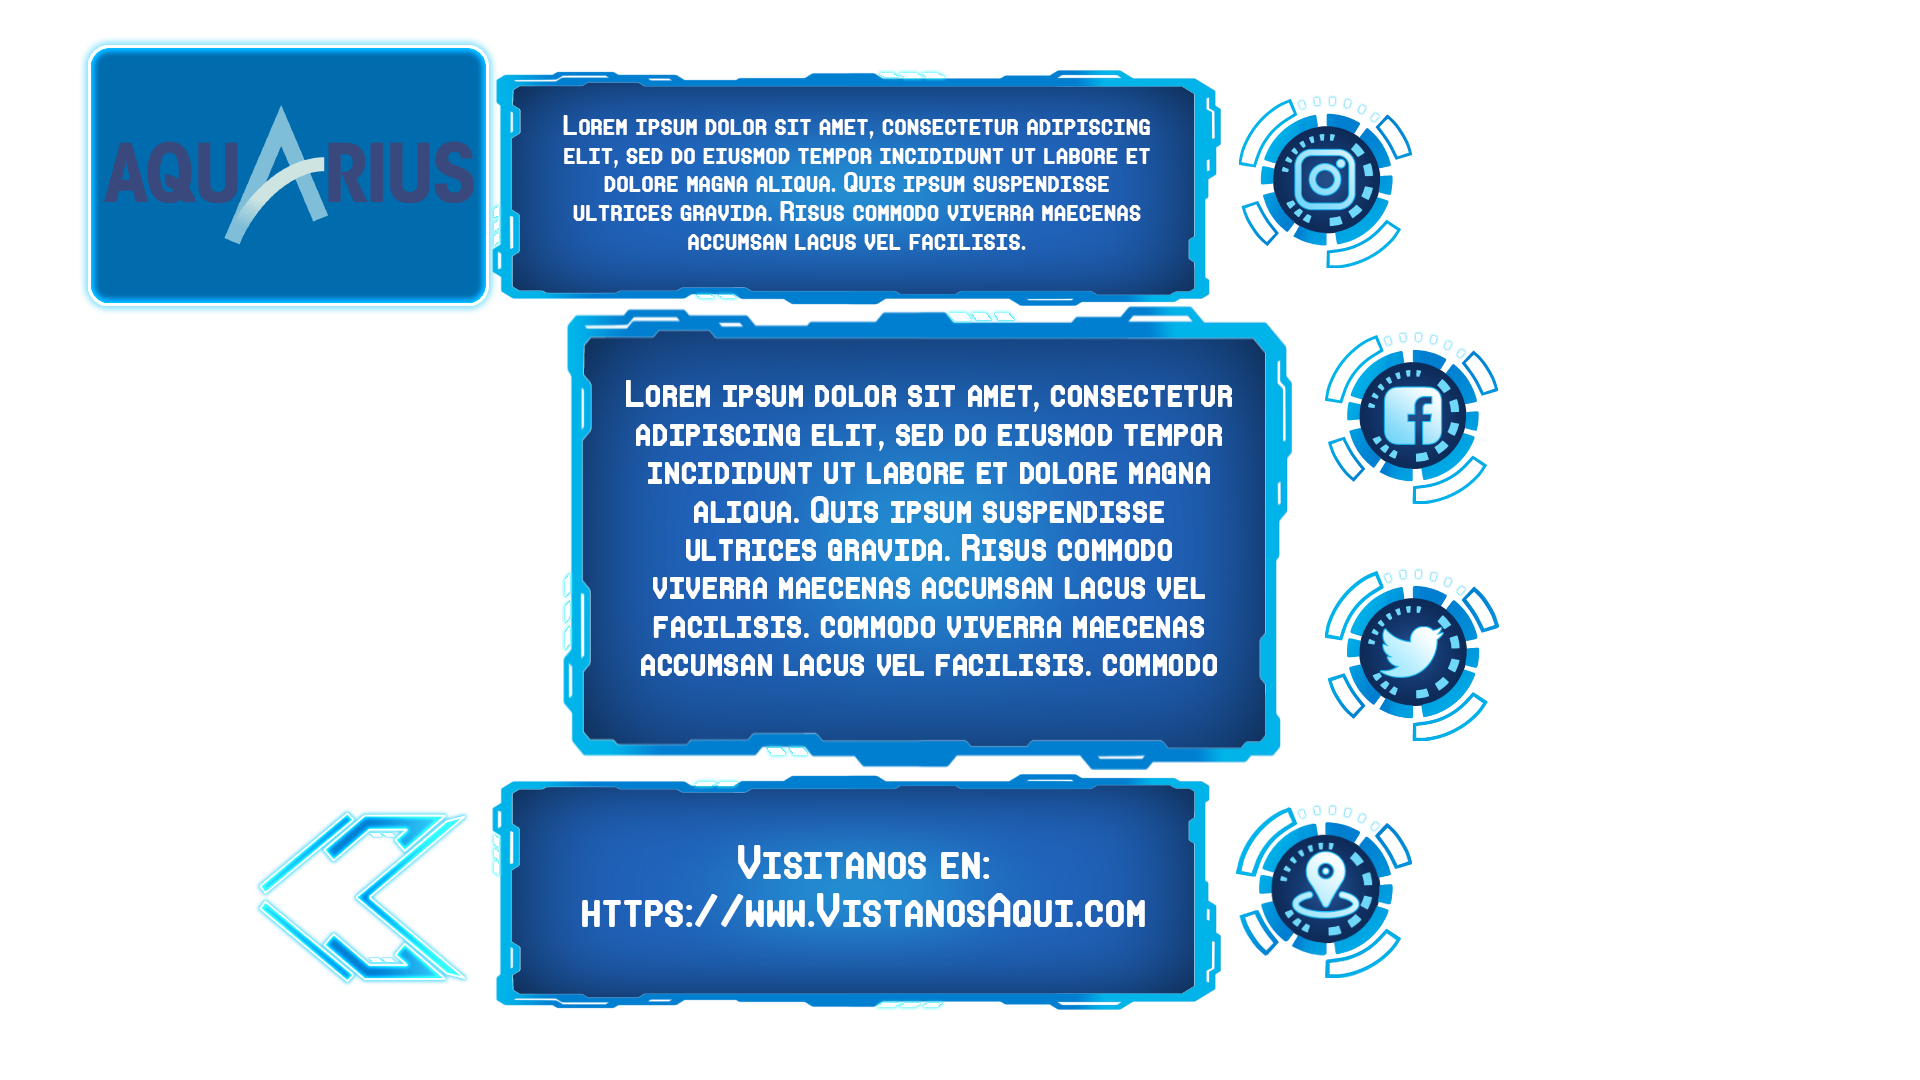 AQUARIUS
Lorem ipsum dolor sit amet, consectetur adipiscing
elit, sed do eiusmod tempor incididunt ut labore et
dolore magna aliqua. Quis ipsum suspendisse
ultrices gravida. Risus commodo viverra maecenas
accumsan lacus vel facilisis.
Lorem ipsum dolor sit amet, consectetur
adipiscing elit, sed do eiusmod tempor
incididunt ut labore et dolore magna
aliqua. Quis ipsum suspendisse
ultrices gravida. Risus commodo
viverra maecenas accumsan lacus vel
facilisis. commodo viverra maecenas
accumsan lacus vel facilisis. commodo
Visitanos en:
https://www.VistanosAqui.com